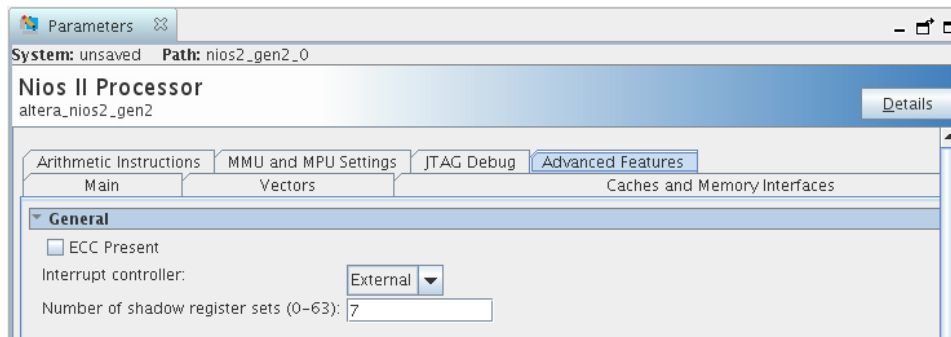 Parameters
System: unsaved Path: nios2_gen2_0
Nios II Processor
altera_nios2_gen2
Details
Arithmetic Instructions MMU and MPU Settings JTAG Debug Advanced Features
Main Vectors Caches and Memory Interfaces
General
ECC Present
Interrupt controller: External
Number of shadow register sets (0-63): 7